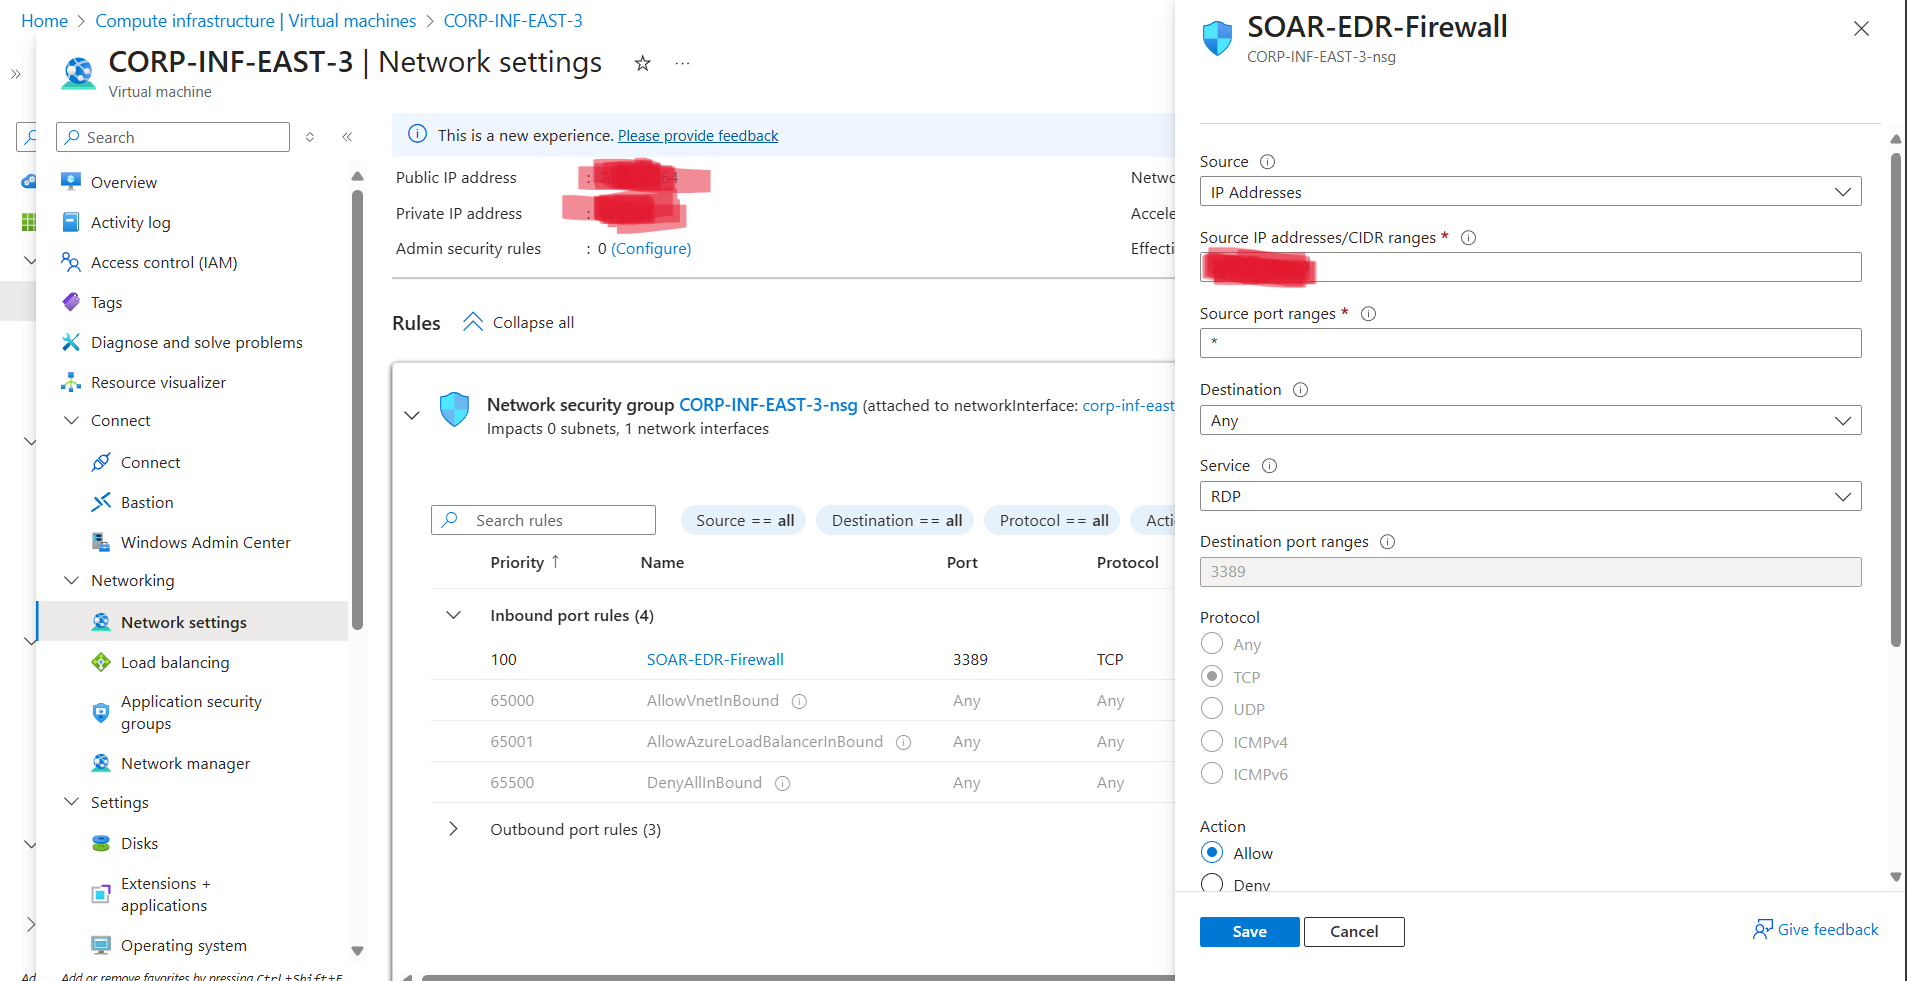 Home > Compute infrastructure | Virtual machines > CORP-INF-EAST-3
CORP-INF-EAST-3 | Network settings
Virtual machine
Search
Overview
Activity log
Access control (IAM)
Tags
Diagnose and solve problems
Resource visualizer
Connect
Connect
Bastion
Windows Admin Center
Networking
Network settings
Load balancing
Application security
groups
Network manager
Settings
Disks
Extensions +
applications
Operating system
Ad
Add or remove favorites by pressing Ctrl+Shift+F
This is a new experience. Please provide feedback
Public IP address :
Private IP address :
Admin security rules : 0 (Configure)
Netwo
Accele
Effecti
Rules
Collapse all
Network security group CORP-INF-EAST-3-nsg (attached to networkInterface: corp-inf-east
Impacts 0 subnets, 1 network interfaces
Search rules
Source == all
Destination == all
Protocol == all
Acti
Priority ↑ Name Port Protocol
Inbound port rules (4)
100 SOAR-EDR-Firewall 3389 TCP
65000 AllowVnetInBound Any Any
65001 AllowAzureLoadBalancerInBound Any Any
65500 DenyAllInBound Any Any
Outbound port rules (3)
SOAR-EDR-Firewall
CORP-INF-EAST-3-nsg
Source
IP Addresses
Source IP addresses/CIDR ranges *
Source port ranges *
*
Destination
Any
Service
RDP
Destination port ranges
3389
Protocol
Any
TCP
UDP
ICMPv4
ICMPv6
Action
Allow
Deny
Save
Cancel
Give feedback